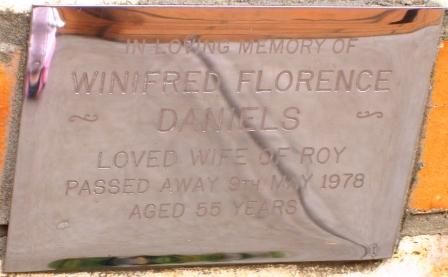 IN LOVING MEMORY OF
WINIFRED FLORENCE
DANIELS
LOVED WIFE OF ROY
PASSED AWAY 9TH MAY 1978
AGED 55 YEARS